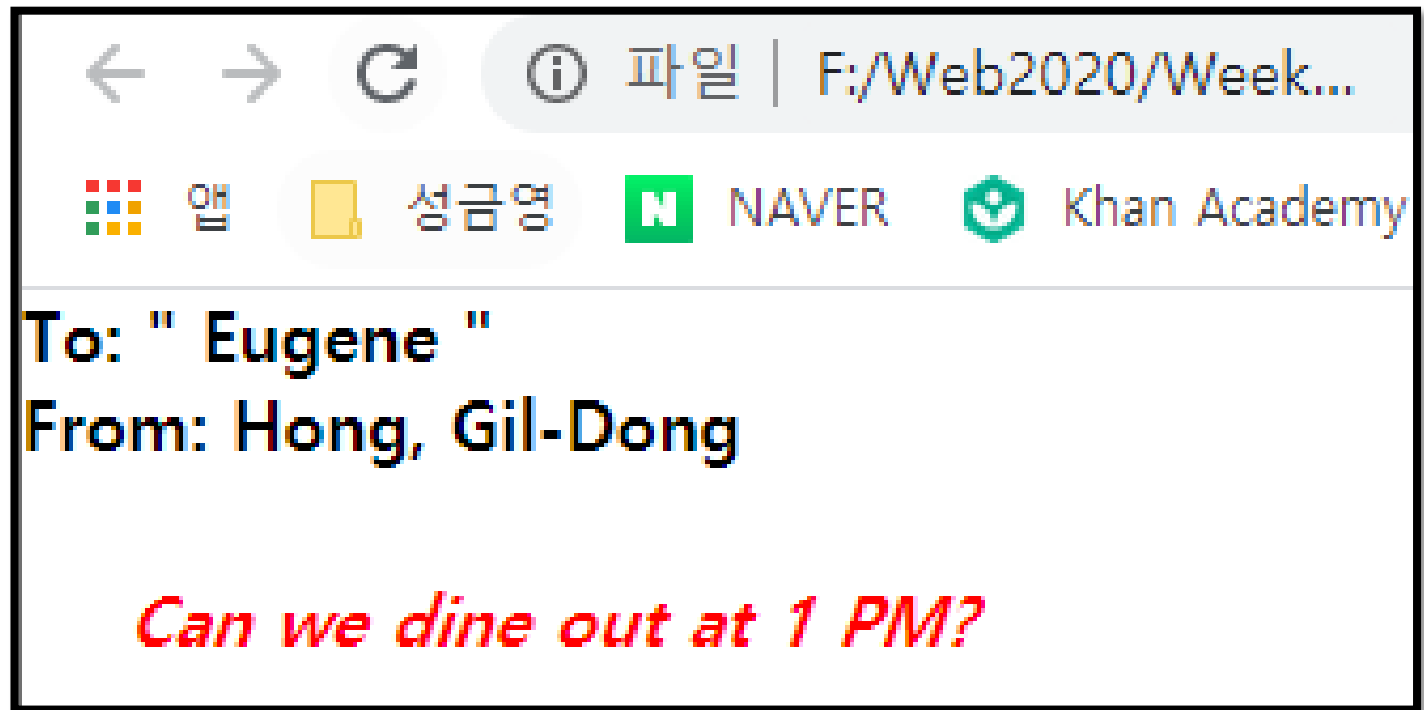 파일 | F:/Web2020/Week...
앱 성금영 NAVER Khan Academy
To: " Eugene "
From: Hong, Gil-Dong
Can we dine out at 1 PM?